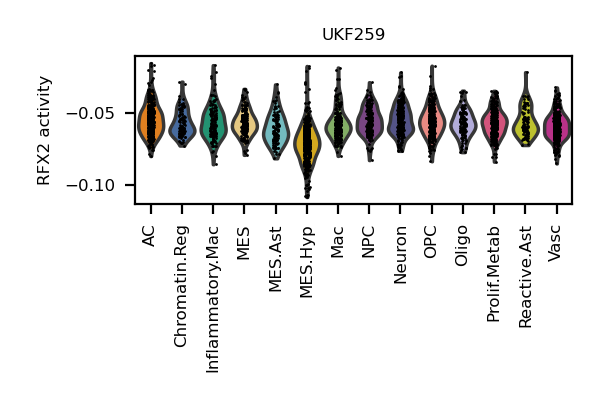 UKF259
RFX2 activity
−0.05
−0.10
AC
Chromatin.Reg
Inflammatory.Mac
MES
MES.Ast
MES.Hyp
Mac
NPC
Neuron
OPC
Oligo
Prolif.Metab
Reactive.Ast
Vasc